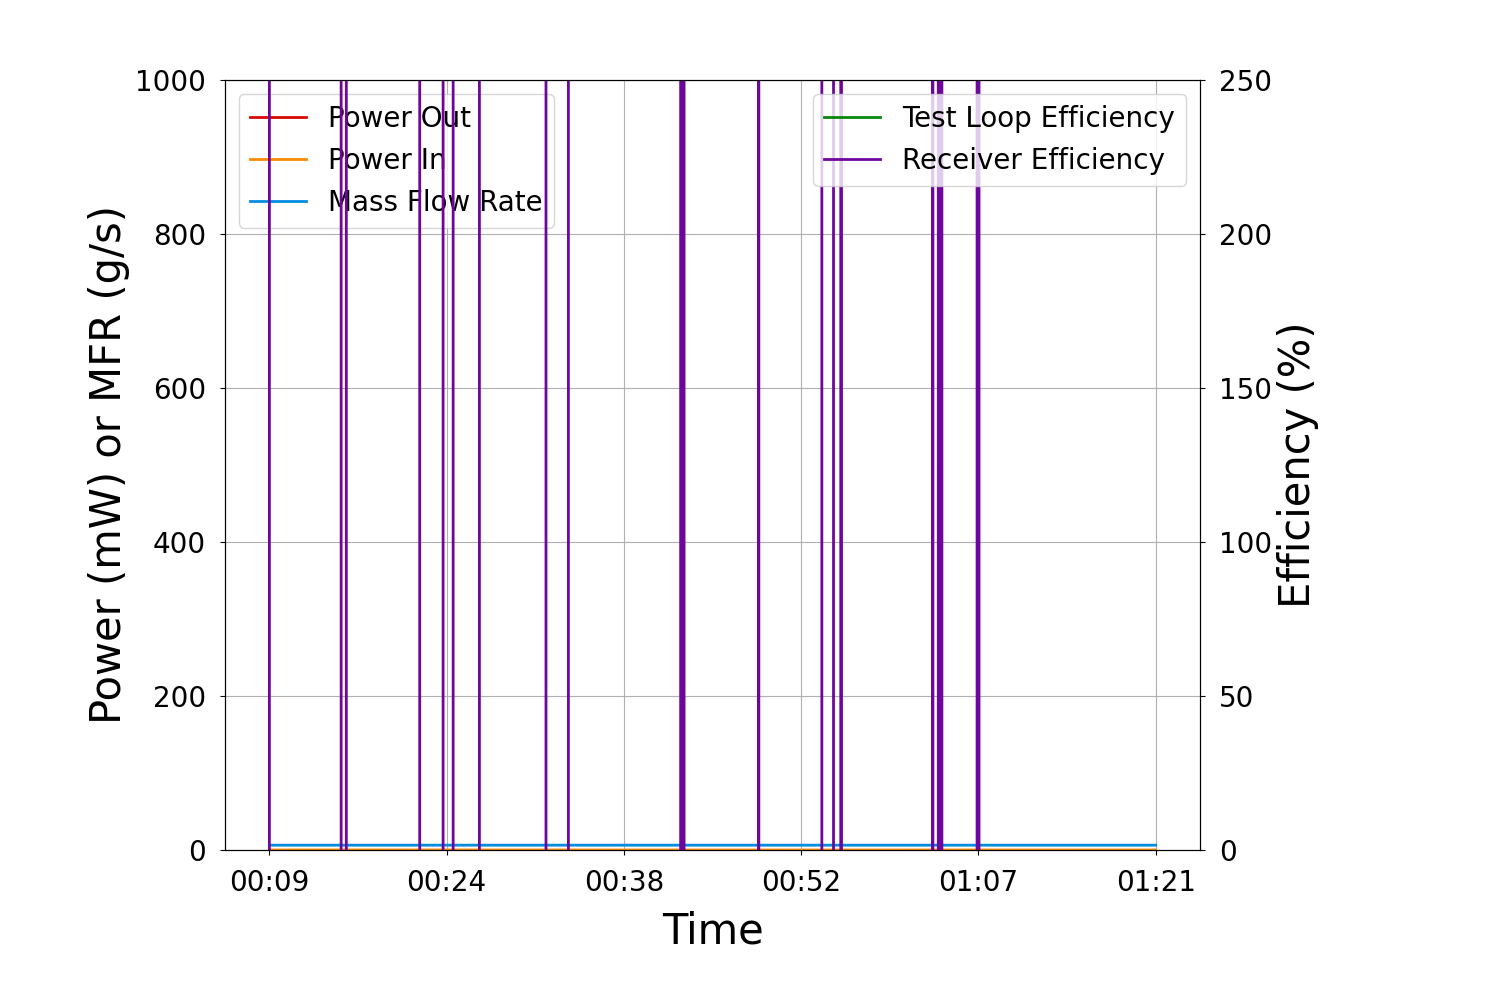 1000
800
600
400
200
0
Power (mW) or MFR (g/s)
Power Out
Power In
Mass Flow Rate
Test Loop Efficiency
Receiver Efficiency
250
200
150
100
50
0
Efficiency (%)
00:09 00:24 00:38 00:52 01:07 01:21
Time